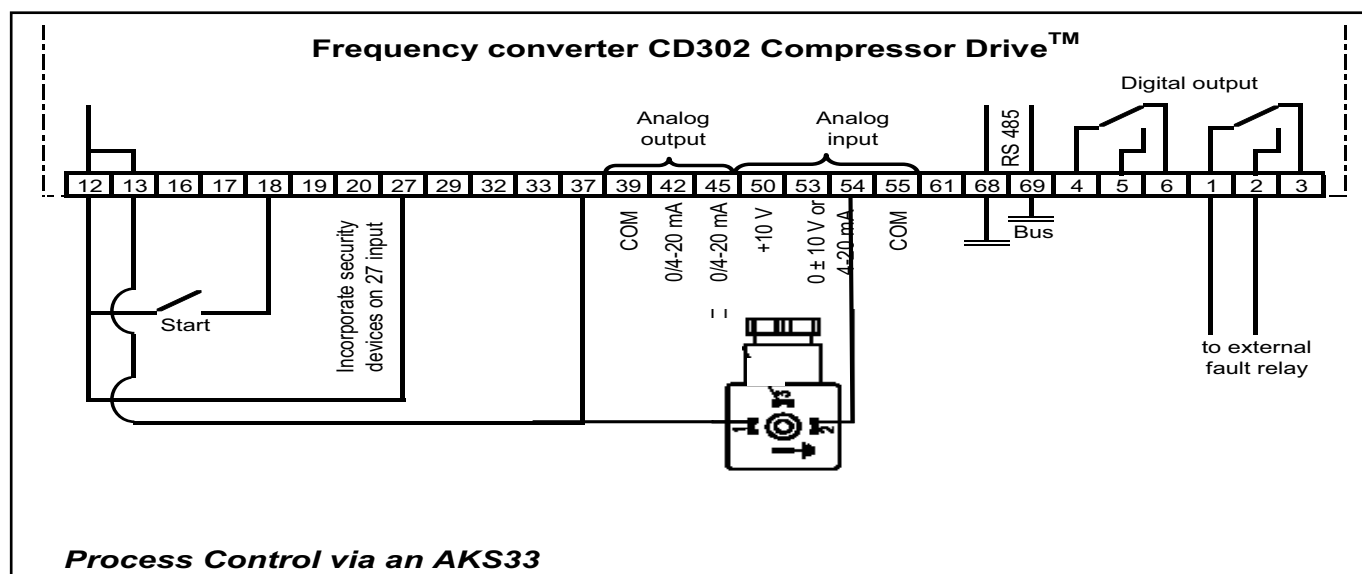 Frequency converter CD302 Compressor Drive™
Digital output
Analog
output
Analog
input
RS 485
12 13 16 17 18 19 20 27 29 32 33 37 39 42 45 50 53 54 55 61 68 69 4 5 6 1 2 3
COM
0/4-20 mA
0/4-20 mA
+10 V
0 ± 10 V or
4-20 mA
COM
Bus
Incorporate security
devices on 27 input
Start
to external
fault relay
3
1
2
Process Control via an AKS33